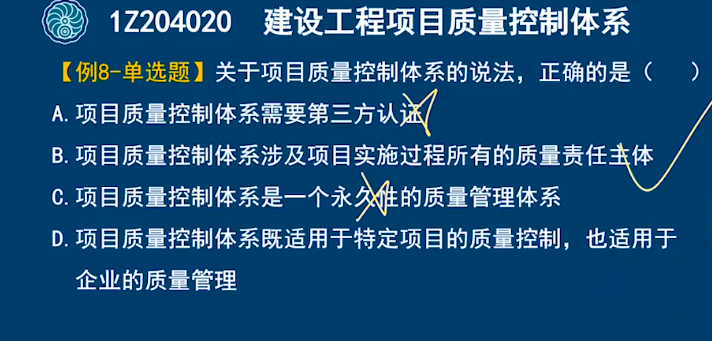 1Z204020 建设工程项目质量控制体系
【例8-单选题】关于项目质量控制体系的说法，正确的是（ ）
A. 项目质量控制体系需要第三方认证
B. 项目质量控制体系涉及项目实施过程所有的质量责任主体
C. 项目质量控制体系是一个永久性的质量管理体系
D. 项目质量控制体系既适用于特定项目的质量控制，也适用于
企业的质量管理